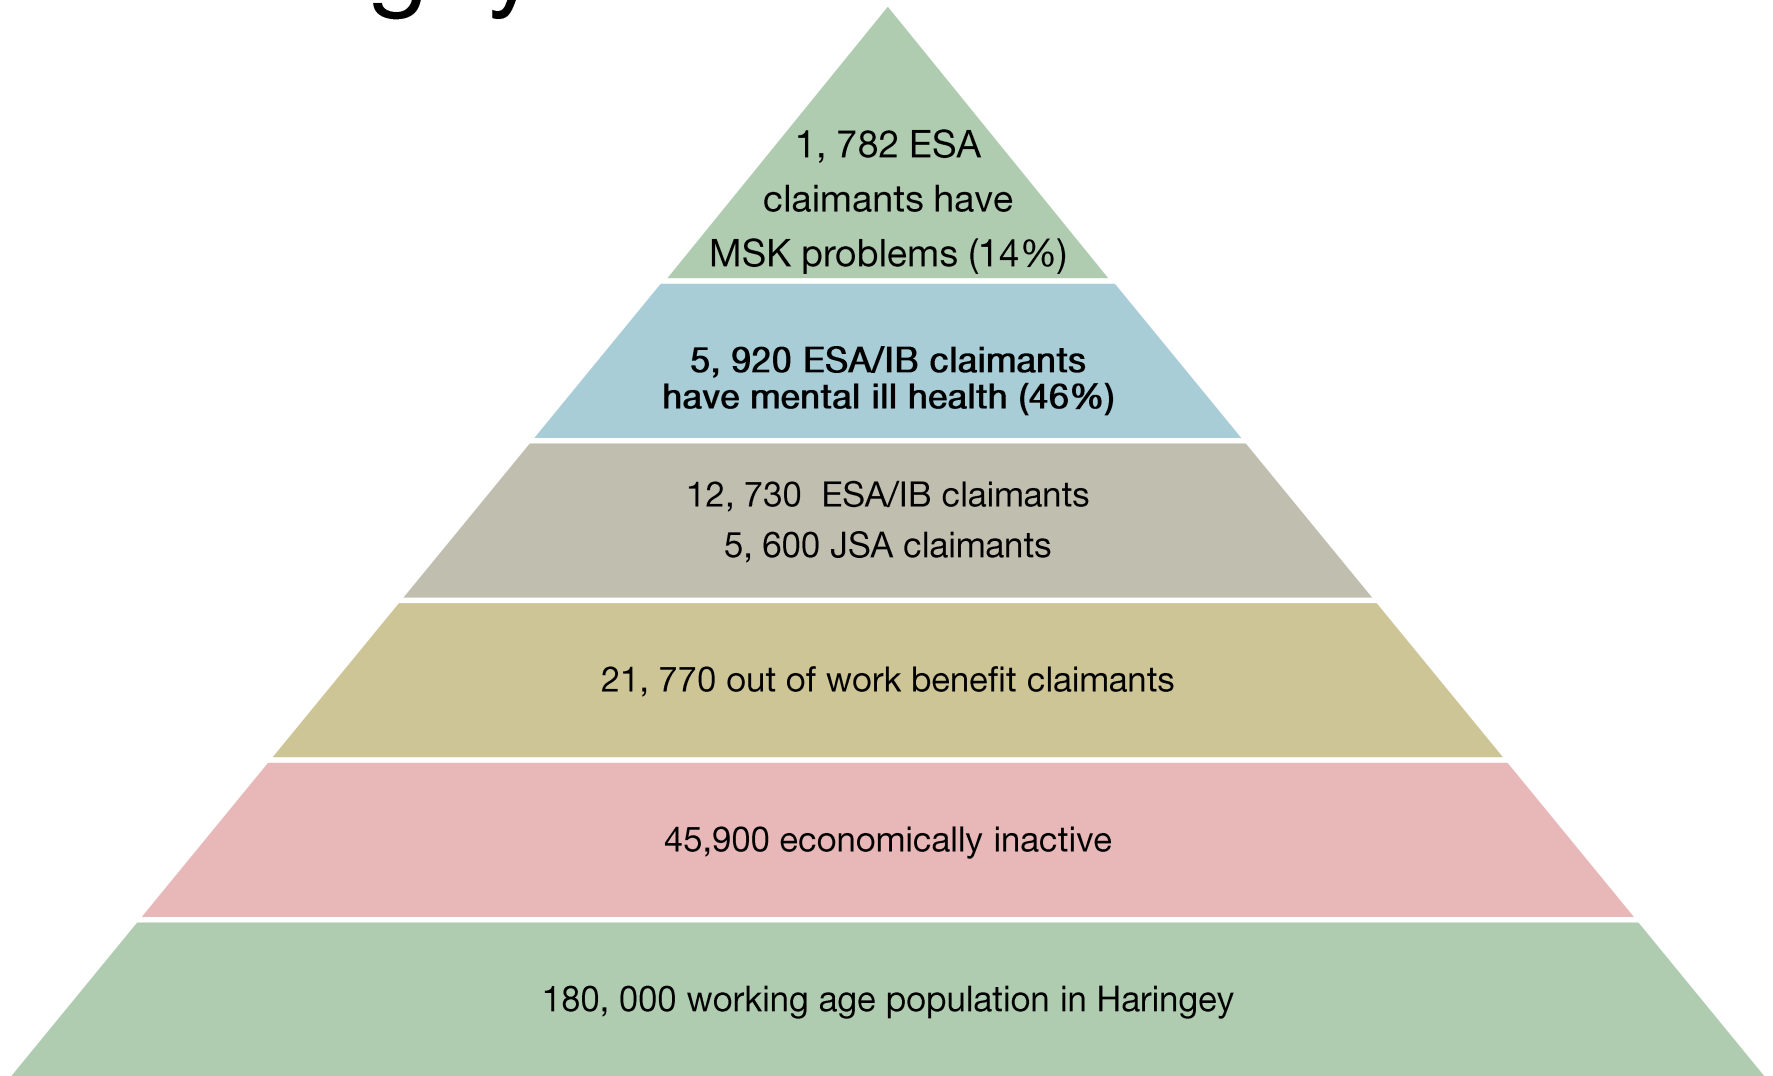 1, 782 ESA
claimants have
MSK problems (14%)
5, 920 ESA/IB claimants
have mental ill health (46%)
12, 730  ESA/IB claimants
5, 600 JSA claimants
21, 770 out of work benefit claimants
45,900 economically inactive
180, 000 working age population in Haringey